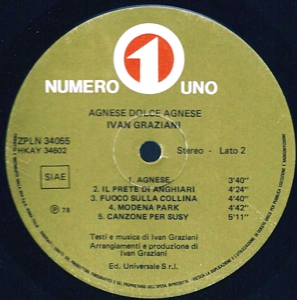 NUMERO 1 UNO
AGNESE DOLCE AGNESE
IVAN GRAZIANI
ZPLN 34065
HKAY 34602
Stereo - Lato 2
SIAE
1. AGNESE 3'40"
2. IL PRETE DI ANGHIARI 4'24"
3. FUOCO SULLA COLLINA 4'40"
4. MODENA PARK 4'42"
5. CANZONE PER SUSY 5'11"
℗ 78
Testi e musica di Ivan Graziani
Arrangiamenti e produzione di
Ivan Graziani
Ed. Universale S.r.l.